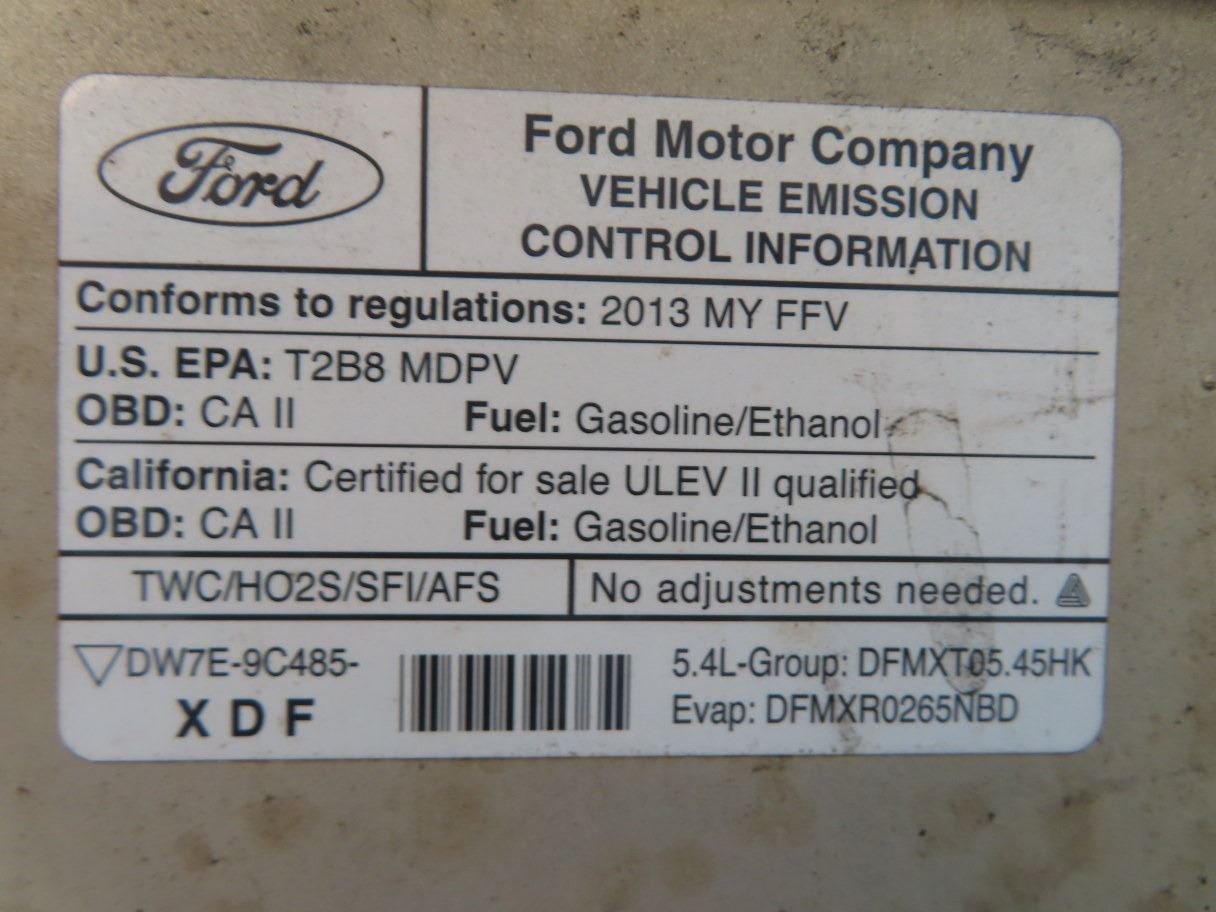 Ford
Ford Motor Company
VEHICLE EMISSION
CONTROL INFORMATION
Conforms to regulations: 2013 MY FFV
U.S. EPA: T2B8 MDPV
OBD: CA II Fuel: Gasoline/Ethanol
California: Certified for sale ULEV II qualified
OBD: CA II Fuel: Gasoline/Ethanol
TWC/HO2S/SFI/AFS
No adjustments needed.
DW7E-9C485-
X D F
5.4L-Group: DFMXT05.45HK
Evap: DFMXR0265NBD